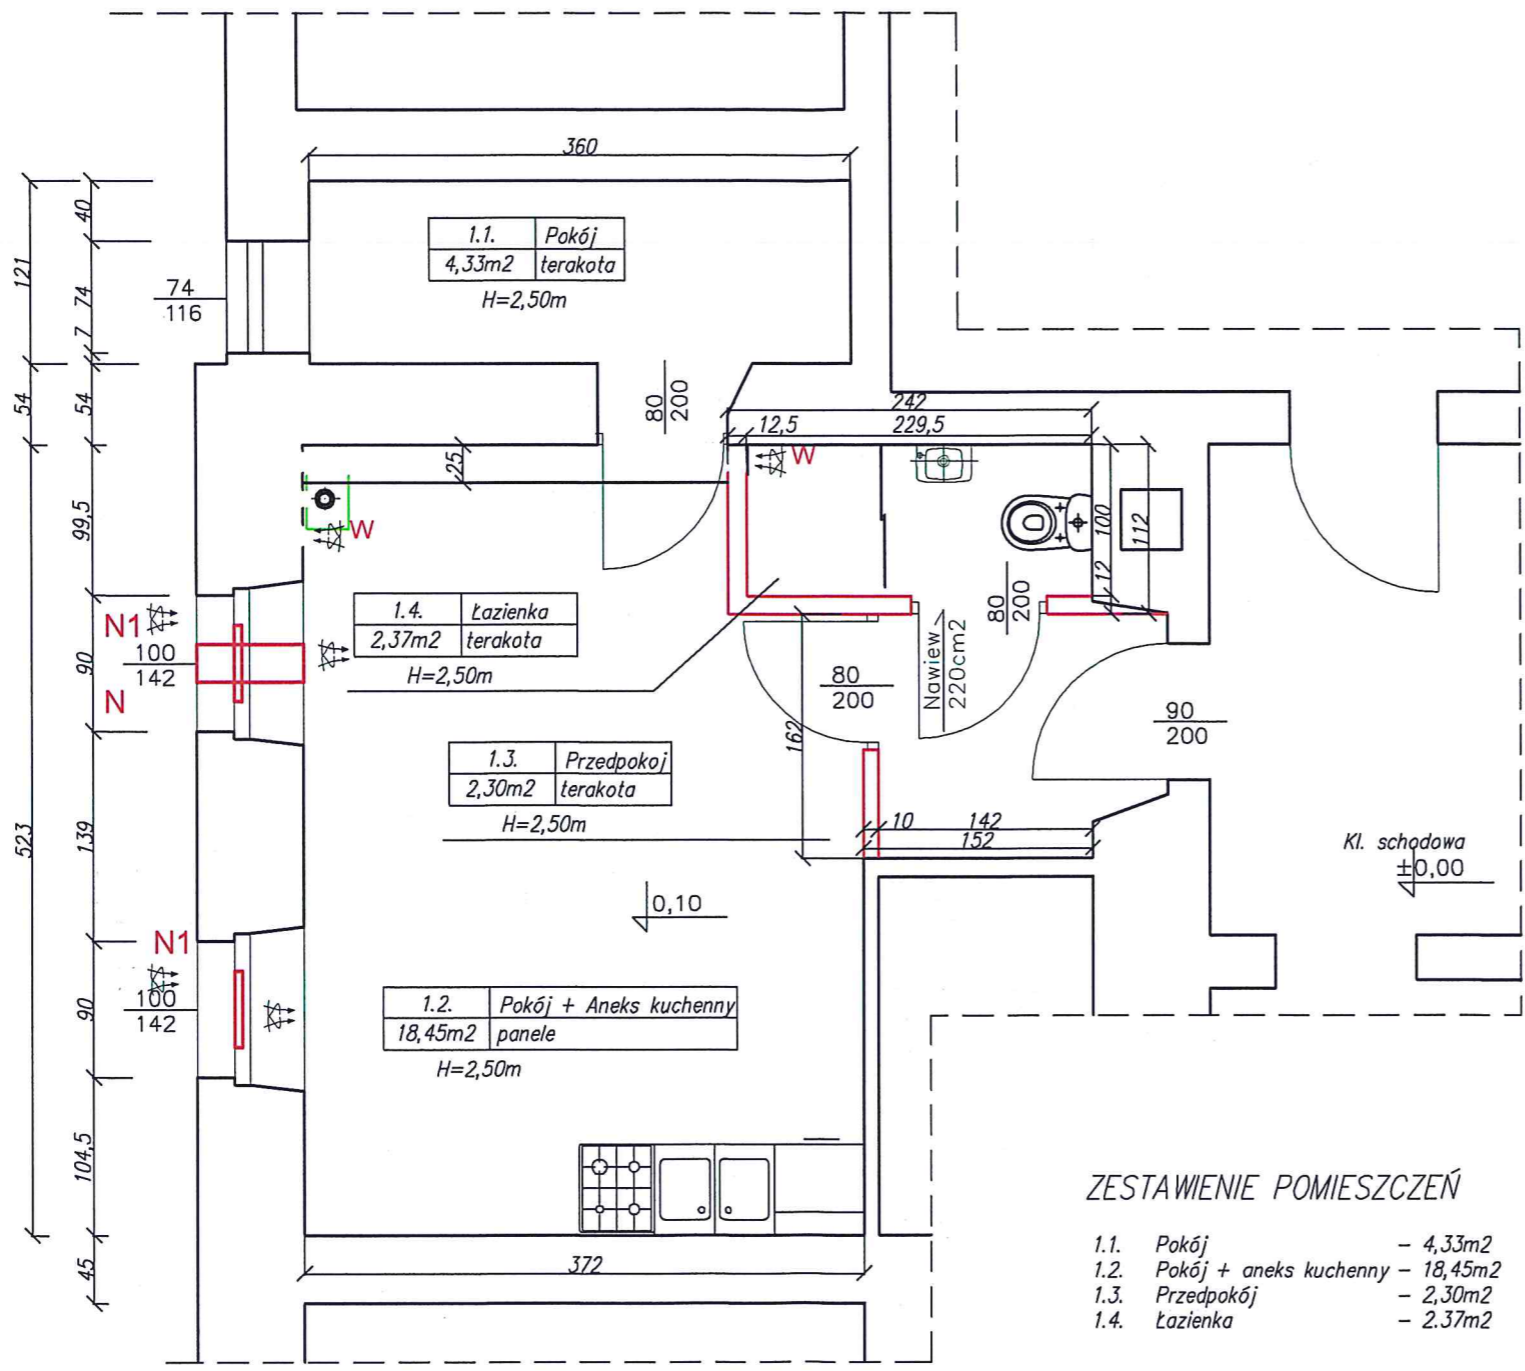 360
1.1. Pokój
4,33m2 terakota
H=2,50m
40
121
74
7
74
116
54
54
80
200
242
12,5 229,5
W
25
W
99,5
100
112
12
80
200
1.4. Łazienka
2,37m2 terakota
H=2,50m
N1
100
142
N
90
Nawiew
220cm2
80
200
162
90
200
1.3. Przedpokoj
2,30m2 terakota
H=2,50m
139
523
10 142
152
Kl. schodowa
±0,00
0,10
N1
100
142
90
1.2. Pokój + Aneks kuchenny
18,45m2 panele
H=2,50m
104,5
45
372
ZESTAWIENIE POMIESZCZEŃ
1.1. Pokój – 4,33m2
1.2. Pokój + aneks kuchenny – 18,45m2
1.3. Przedpokój – 2,30m2
1.4. Łazienka – 2.37m2